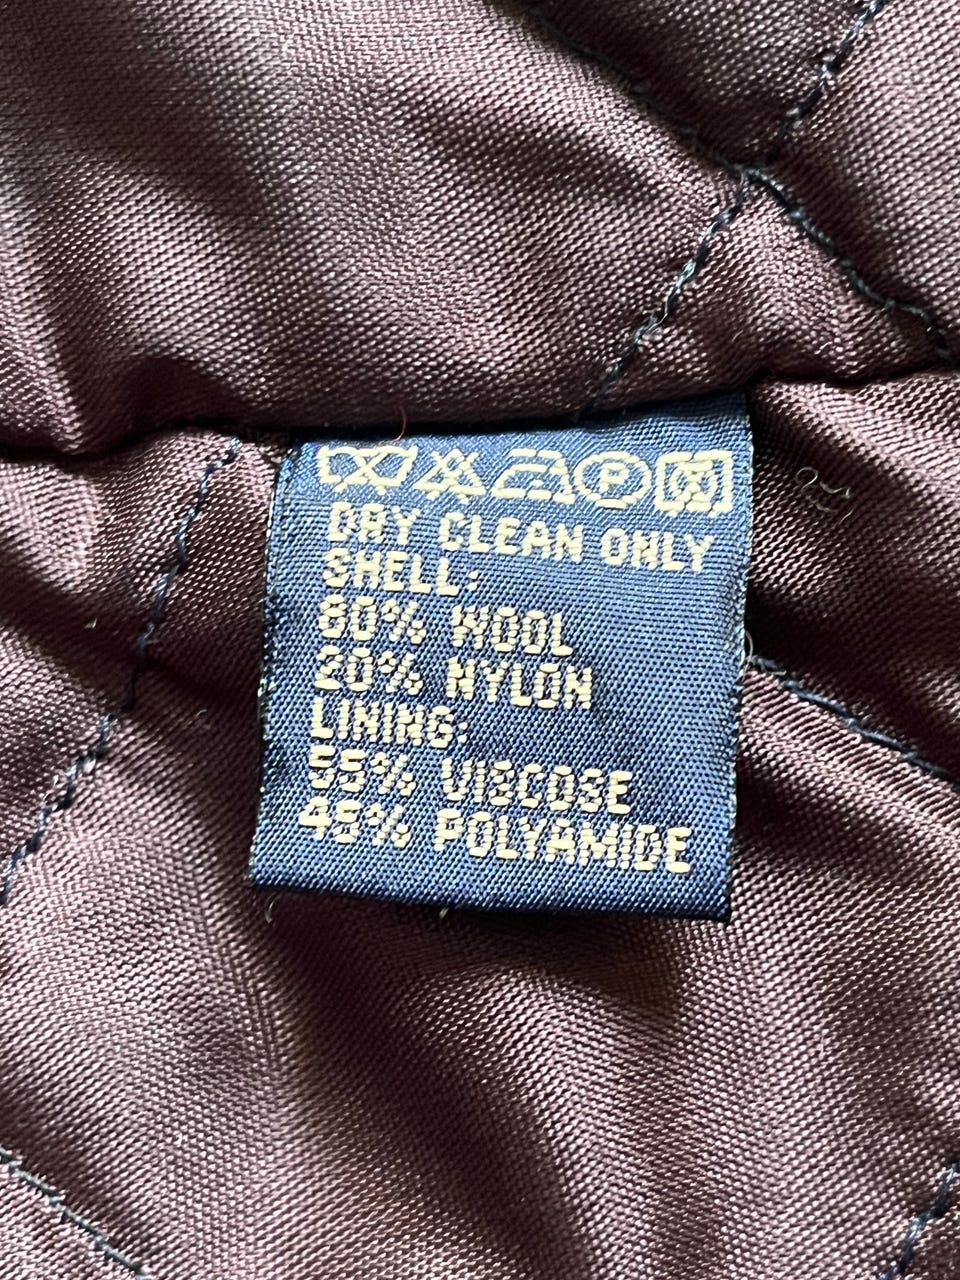 P
DRY CLEAN ONLY
SHELL:
80% WOOL
20% NYLON
LINING:
55% VISCOSE
45% POLYAMIDE